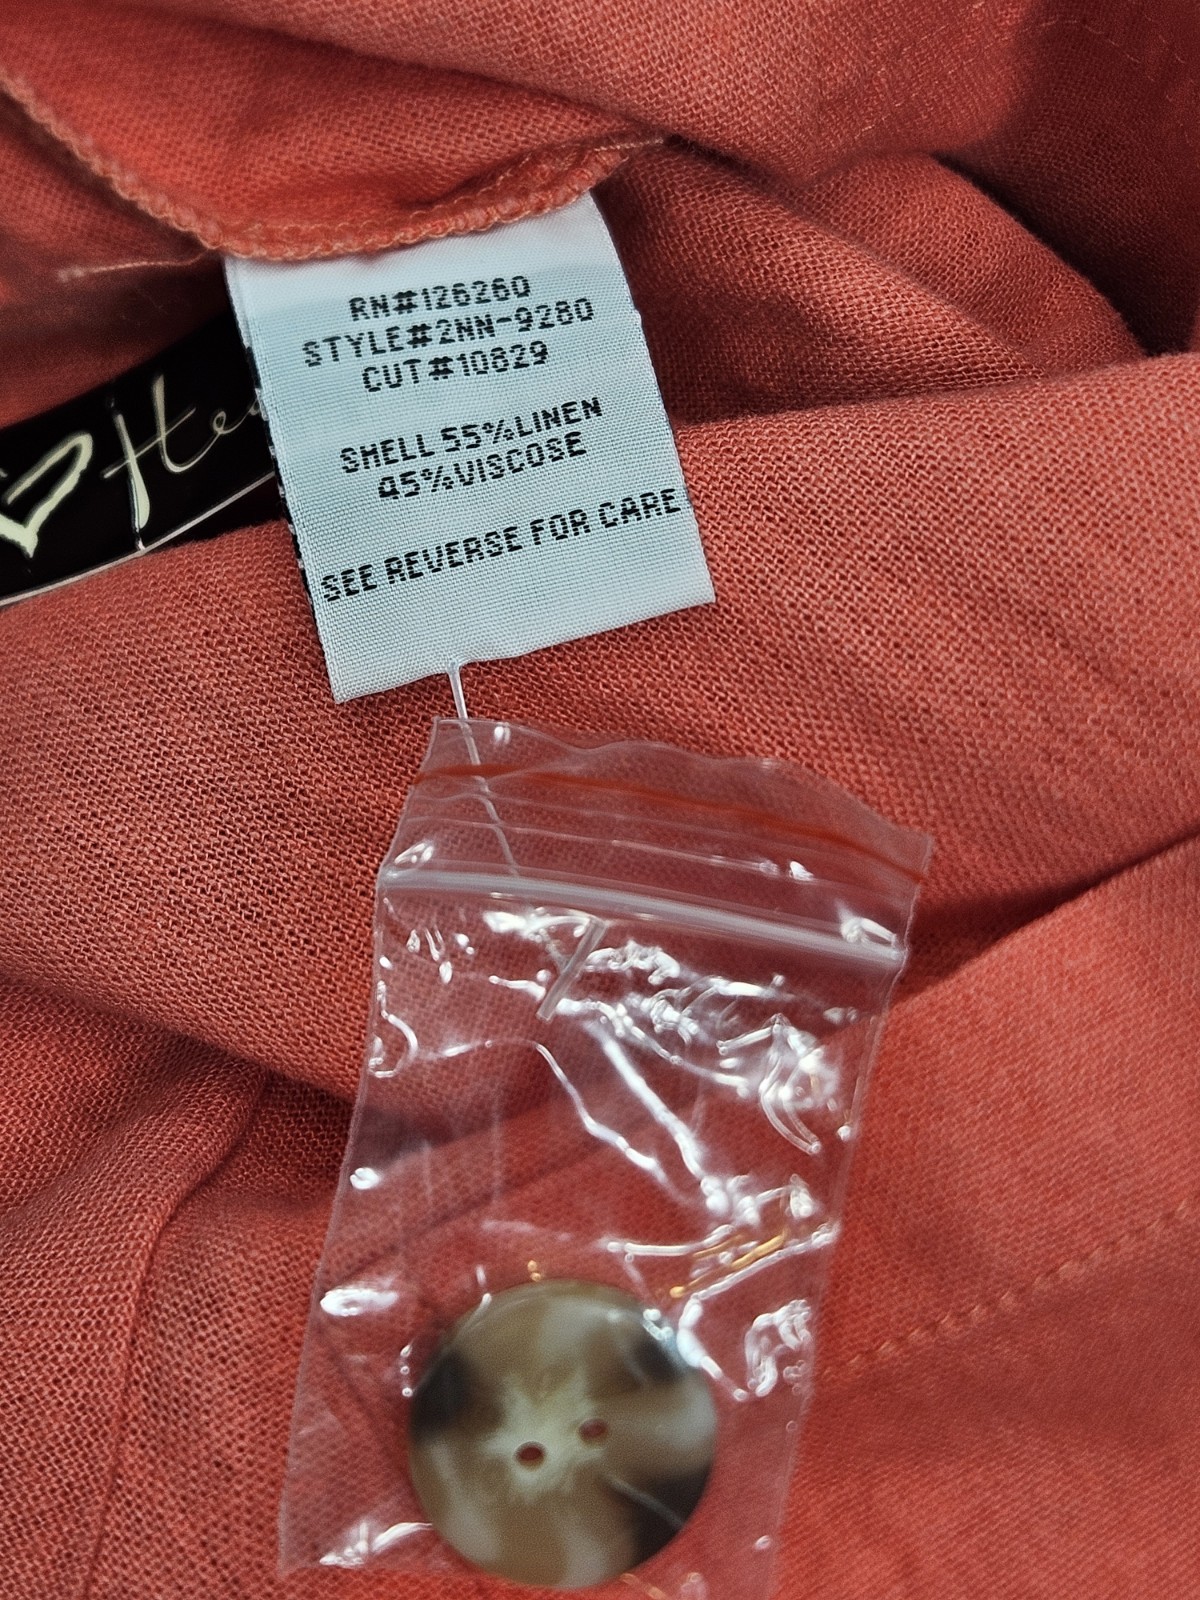 RN#126260
STYLE#2NN-9280
CUT#10829
SHELL 55%LINEN
45%VISCOSE
SEE REVERSE FOR CARE